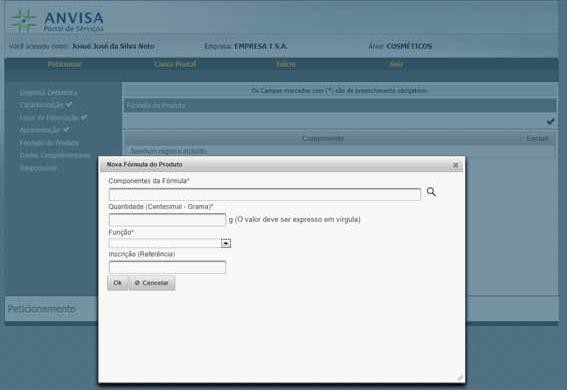 ANVISA
Portal de Serviços
Você acessou como: Josué José da Silva Neto Empresa: EMPRESA T S.A. Área: COSMÉTICOS
Peticionar Caixa Postal Início Sair
Os Campos marcados com (*) são de preenchimento obrigatório.
Empresa Detentora
Caracterização
Local de Fabricação
Apresentação
Fórmula do Produto
Dados Complementares
Responsável
Fórmula do Produto
Componente Excluir
Nenhum registro incluído
Nova Fórmula do Produto
Componentes da Fórmula*
Quantidade (Centesimal - Grama)*
g (O valor deve ser expresso em vírgula)
Função*
Inscrição (Referência)
Ok Cancelar
Peticionamento